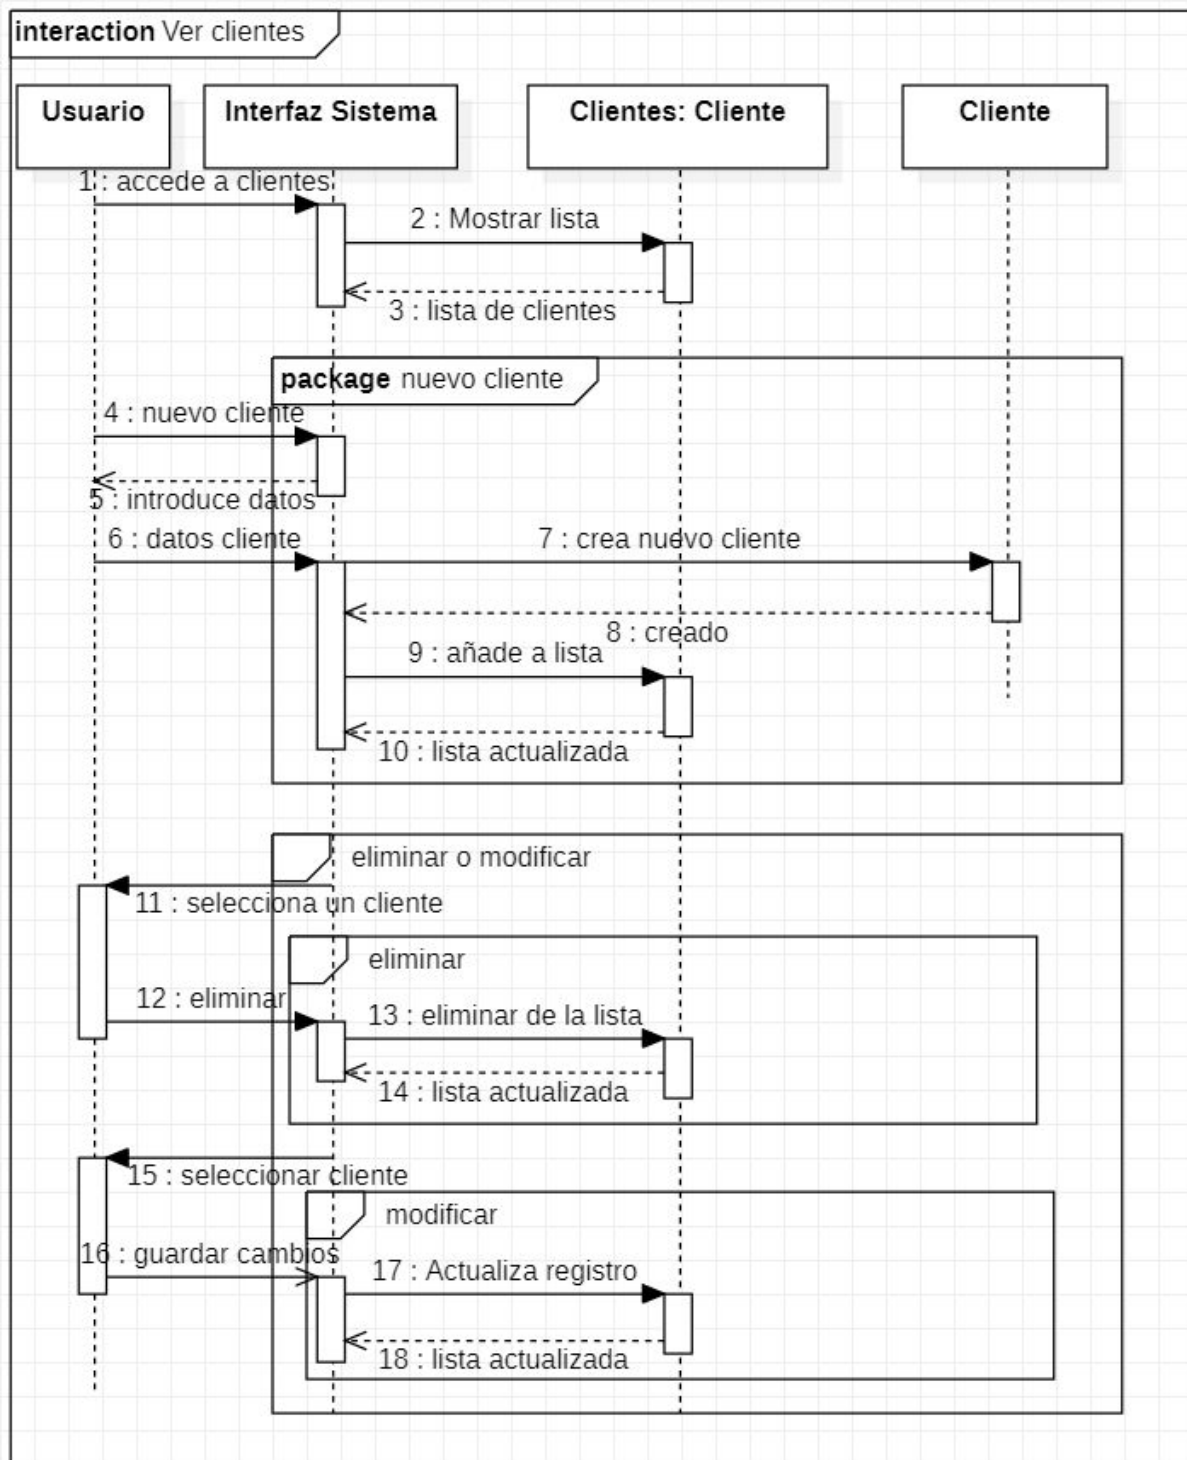 interaction Ver clientes
Usuario
Interfaz Sistema
Clientes: Cliente
Cliente
1 : accede a clientes
2 : Mostrar lista
3 : lista de clientes
package nuevo cliente
4 : nuevo cliente
5 : introduce datos
6 : datos cliente
7 : crea nuevo cliente
8 : creado
9 : añade a lista
10 : lista actualizada
eliminar o modificar
11 : selecciona un cliente
eliminar
12 : eliminar
13 : eliminar de la lista
14 : lista actualizada
15 : seleccionar cliente
modificar
16 : guardar cambios
17 : Actualiza registro
18 : lista actualizada